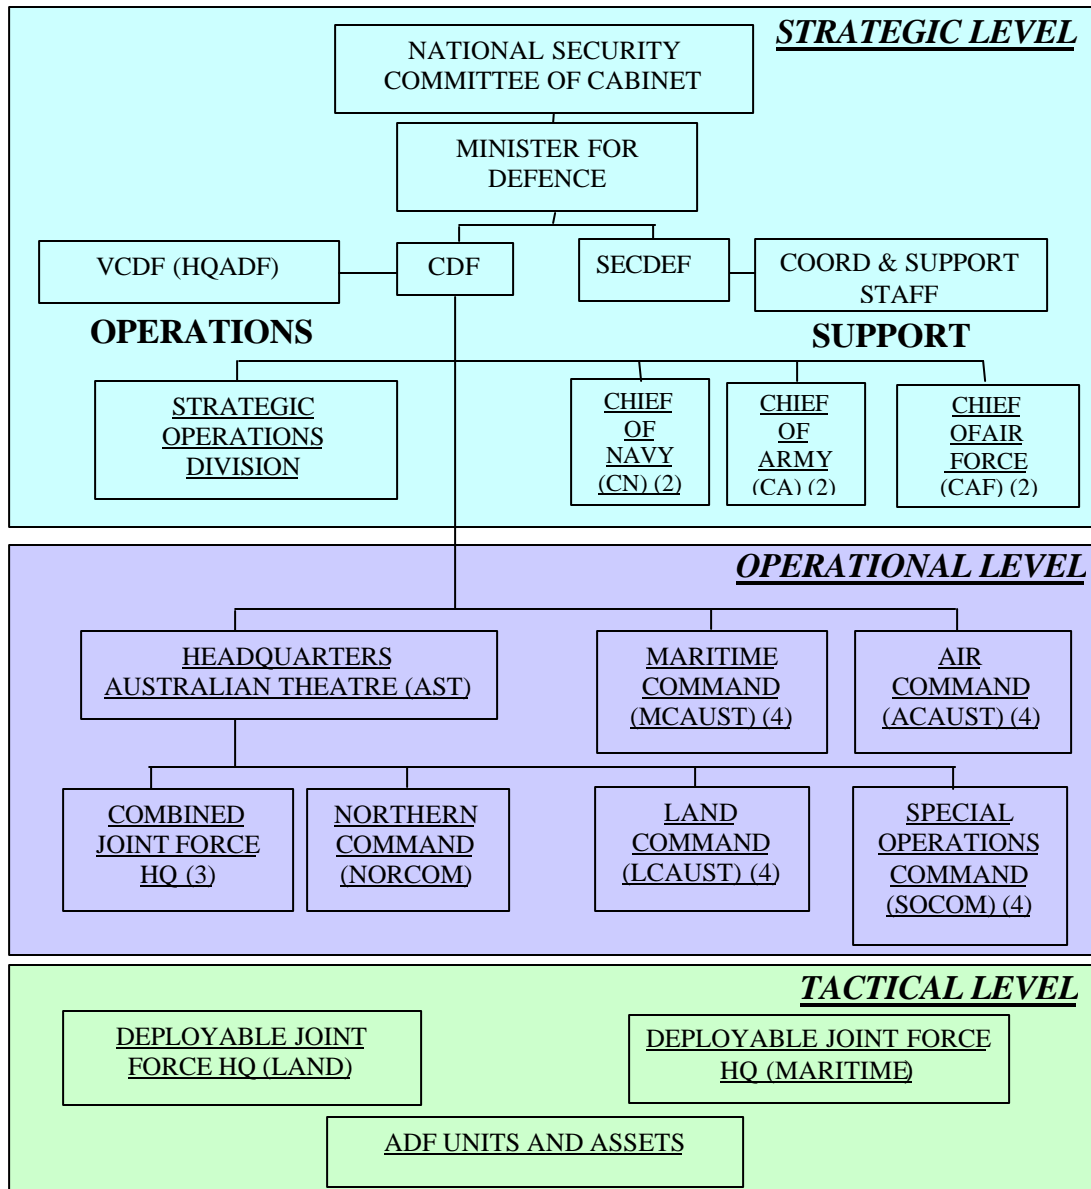 STRATEGIC LEVEL
NATIONAL SECURITY
COMMITTEE OF CABINET
MINISTER FOR
DEFENCE
VCDF (HQADF)
CDF
SECDEF
COORD & SUPPORT
STAFF
OPERATIONS
SUPPORT
STRATEGIC
OPERATIONS
DIVISION
CHIEF
OF
NAVY
(CN) (2)
CHIEF
OF
ARMY
(CA) (2)
CHIEF
OFAIR
FORCE
(CAF) (2)
OPERATIONAL LEVEL
HEADQUARTERS
AUSTRALIAN THEATRE (AST)
MARITIME
COMMAND
(MCAUST) (4)
AIR
COMMAND
(ACAUST) (4)
COMBINED
JOINT FORCE
HQ (3)
NORTHERN
COMMAND
(NORCOM)
LAND
COMMAND
(LCAUST) (4)
SPECIAL
OPERATIONS
COMMAND
(SOCOM) (4)
TACTICAL LEVEL
DEPLOYABLE JOINT
FORCE HQ (LAND)
DEPLOYABLE JOINT FORCE
HQ (MARITIME)
ADF UNITS AND ASSETS